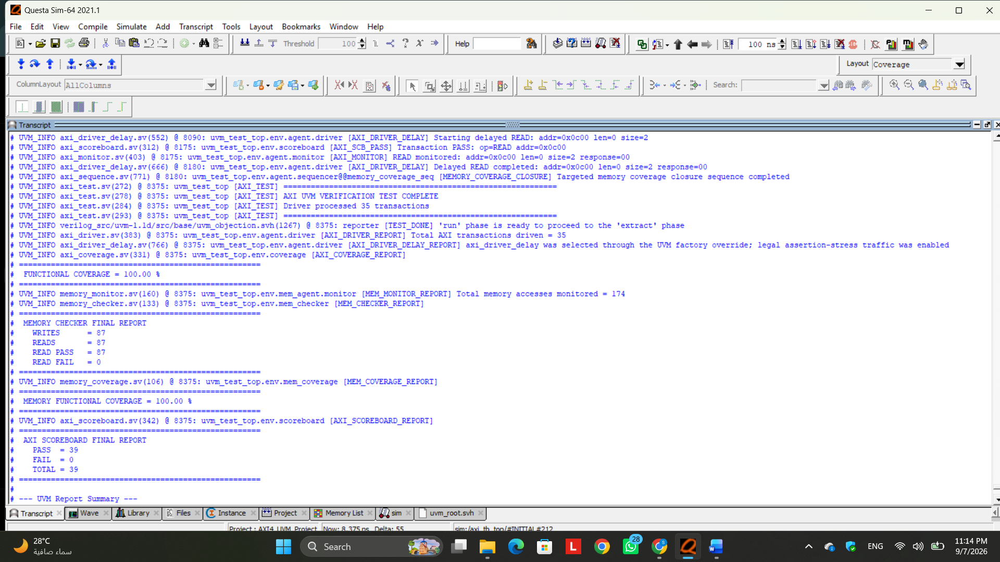 Questa Sim-64 2021.1
File Edit View Compile Simulate Add Transcript Tools Layout Bookmarks Window Help
Threshold 100 Help 100 ns
Layout Coverage
ColumnLayout AllColumns Search:
Transcript
# UVM_INFO axi_driver_delay.sv(552) @ 8090: uvm_test_top.env.agent.driver [AXI_DRIVER_DELAY] Starting delayed READ: addr=0x0c00 len=0 size=2
# UVM_INFO axi_scoreboard.sv(312) @ 8175: uvm_test_top.env.scoreboard [AXI_SCB_PASS] Transaction PASS: op=READ addr=0x0c00
# UVM_INFO axi_monitor.sv(403) @ 8175: uvm_test_top.env.agent.monitor [AXI_MONITOR] READ monitored: addr=0x0c00 len=0 size=2 response=00
# UVM_INFO axi_driver_delay.sv(666) @ 8180: uvm_test_top.env.agent.driver [AXI_DRIVER_DELAY] Delayed READ completed: addr=0x0c00 len=0 size=2 response=00
# UVM_INFO axi_sequence.sv(771) @ 8180: uvm_test_top.env.agent.sequencer@@memory_coverage_seq [MEMORY_COVERAGE_CLOSURE] Targeted memory coverage closure sequence completed
# UVM_INFO axi_test.sv(272) @ 8375: uvm_test_top [AXI_TEST] ============================================================
# UVM_INFO axi_test.sv(278) @ 8375: uvm_test_top [AXI_TEST] AXI UVM VERIFICATION TEST COMPLETE
# UVM_INFO axi_test.sv(284) @ 8375: uvm_test_top [AXI_TEST] Driver processed 35 transactions
# UVM_INFO axi_test.sv(293) @ 8375: uvm_test_top [AXI_TEST] ============================================================
# UVM_INFO verilog_src/uvm-1.1d/src/base/uvm_objection.svh(1267) @ 8375: reporter [TEST_DONE] 'run' phase is ready to proceed to the 'extract' phase
# UVM_INFO axi_driver.sv(383) @ 8375: uvm_test_top.env.agent.driver [AXI_DRIVER_REPORT] Total AXI transactions driven = 35
# UVM_INFO axi_driver_delay.sv(766) @ 8375: uvm_test_top.env.agent.driver [AXI_DRIVER_DELAY_REPORT] axi_driver_delay was selected through the UVM factory override; legal assertion-stress traffic was enabled
# UVM_INFO axi_coverage.sv(331) @ 8375: uvm_test_top.env.coverage [AXI_COVERAGE_REPORT]
# =====================================================
# FUNCTIONAL COVERAGE = 100.00 %
# =====================================================
# UVM_INFO memory_monitor.sv(160) @ 8375: uvm_test_top.env.mem_agent.monitor [MEM_MONITOR_REPORT] Total memory accesses monitored = 174
# UVM_INFO memory_checker.sv(133) @ 8375: uvm_test_top.env.mem_checker [MEM_CHECKER_REPORT]
# =====================================================
# MEMORY CHECKER FINAL REPORT
# WRITES = 87
# READS = 87
# READ PASS = 87
# READ FAIL = 0
# =====================================================
# UVM_INFO memory_coverage.sv(106) @ 8375: uvm_test_top.env.mem_coverage [MEM_COVERAGE_REPORT]
# =====================================================
# MEMORY FUNCTIONAL COVERAGE = 100.00 %
# =====================================================
# UVM_INFO axi_scoreboard.sv(342) @ 8375: uvm_test_top.env.scoreboard [AXI_SCOREBOARD_REPORT]
# =====================================================
# AXI SCOREBOARD FINAL REPORT
# PASS = 39
# FAIL = 0
# TOTAL = 39
# =====================================================
#
# --- UVM Report Summary ---
Transcript Wave Library Files Instance Project Memory List sim uvm_root.svh
Project : AXI4_UVM_Project Now: 8,375 ns Delta: 55 sim:/axi_tb_top/#INITIAL#212
28°C
سماء صافية
Search
28
ENG
11:14 PM
9/7/2026